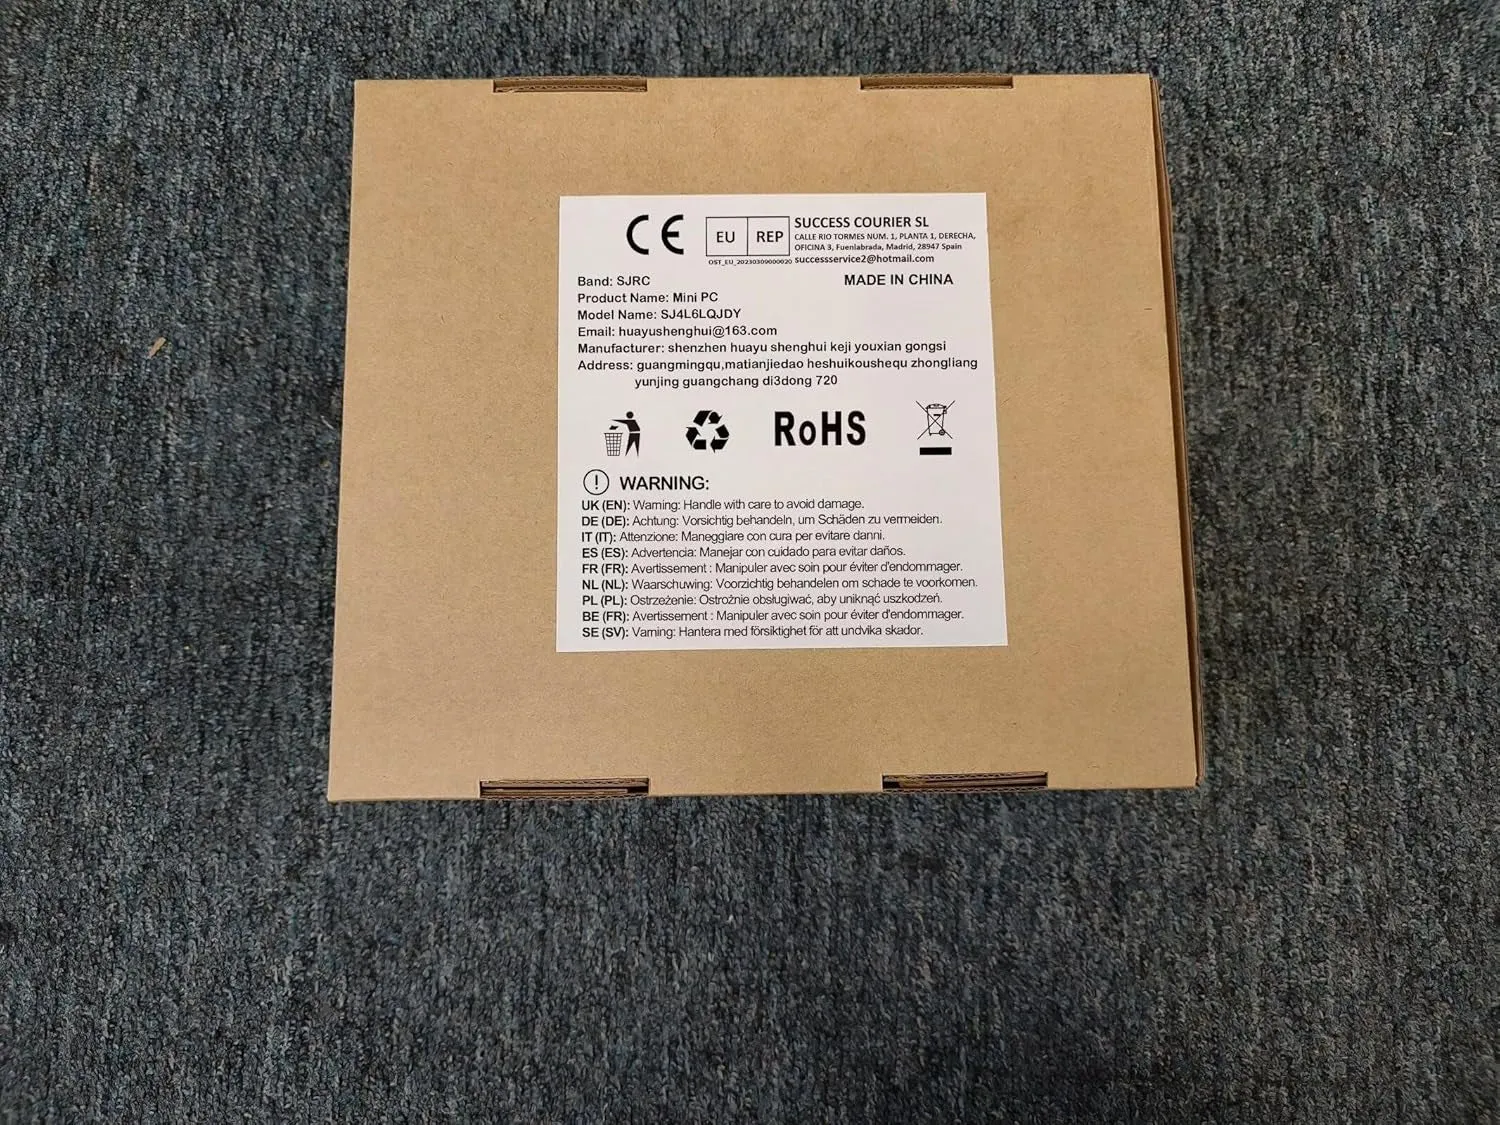 CE EU REP SUCCESS COURIER SL
CALLE RIO TORMES NUM. 1, PLANTA 1, DERECHA,
OFICINA 3, Fuenlabrada, Madrid, 28947 Spain
OST_EU_20230309000020 successservice2@hotmail.com
Band: SJRC MADE IN CHINA
Product Name: Mini PC
Model Name: SJ4L6LQJDY
Email: huayushenghui@163.com
Manufacturer: shenzhen huayu shenghui keji youxian gongsi
Address: guangmingqu,matianjiedao heshuikoushequ zhongliang
yunjing guangchang di3dong 720
RoHS
WARNING:
UK (EN): Warning: Handle with care to avoid damage.
DE (DE): Achtung: Vorsichtig behandeln, um Schäden zu vermeiden.
IT (IT): Attenzione: Maneggiare con cura per evitare danni.
ES (ES): Advertencia: Manejar con cuidado para evitar daños.
FR (FR): Avertissement : Manipuler avec soin pour éviter d'endommager.
NL (NL): Waarschuwing: Voorzichtig behandelen om schade te voorkomen.
PL (PL): Ostrzeżenie: Ostrożnie obsługiwać, aby uniknąć uszkodzeń.
BE (FR): Avertissement : Manipuler avec soin pour éviter d'endommager.
SE (SV): Varning: Hantera med försiktighet för att undvika skador.